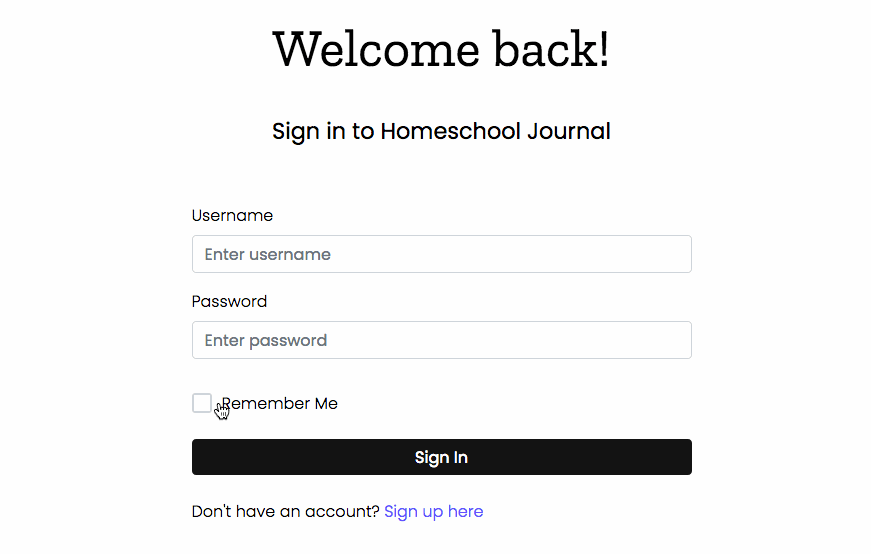 Welcome back!
Sign in to Homeschool Journal
Username
Enter username
Password
Enter password
Remember Me
Sign In
Don't have an account? Sign up here